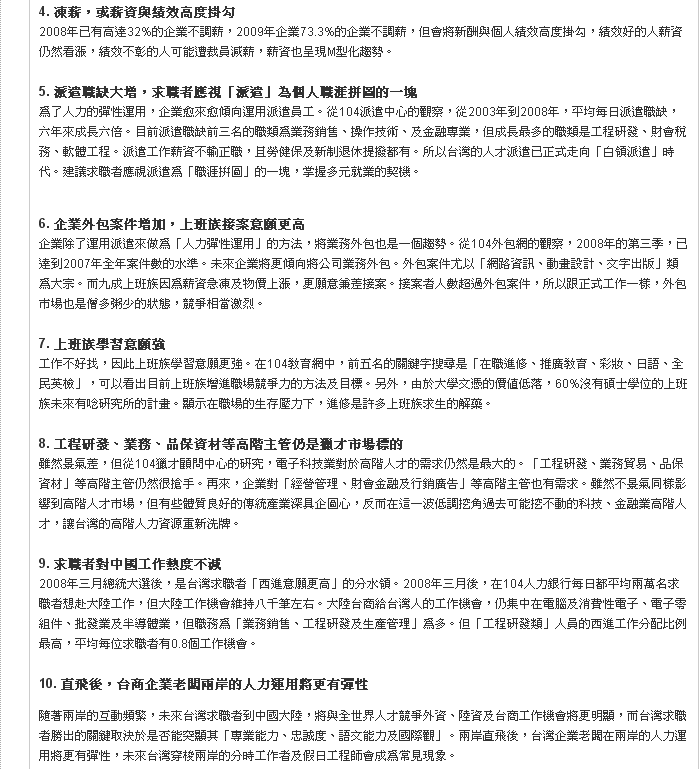 4. 凍薪，或薪資與績效高度掛勾
2008年已有高達32%的企業不調薪，2009年企業73.3%的企業不調薪，但會將新酬與個人績效高度掛勾，績效好的人薪資
仍然看漲，績效不彰的人可能遭裁員減薪，薪資也呈現M型化趨勢。
5. 派遣職缺大增，求職者應視「派遣」為個人職涯拼圖的一塊
為了人力的彈性運用，企業愈來愈傾向運用派遣員工。從104派遣中心的觀察，從2003年到2008年，平均每日派遣職缺，
六年來成長六倍。目前派遣職缺前三名的職類為業務銷售、操作技術、及金融專業，但成長最多的職類是工程研發、財會稅
務、軟體工程。派遣工作薪資不輸正職，且勞健保及新制退休提撥都有。所以台灣的人才派遣已正式走向「白領派遣」時
代。建議求職者應視派遣為「職涯拼圖」的一塊，掌握多元就業的契機。
6. 企業外包案件增加，上班族接案意願更高
企業除了運用派遣來做為「人力彈性運用」的方法，將業務外包也是一個趨勢。從104外包網的觀察，2008年的第三季，已
達到2007年全年案件數的水準。未來企業將更傾向將公司業務外包。外包案件尤以「網路資訊、動畫設計、文字出版」類
為大宗。而九成上班族因為薪資急凍及物價上漲，更願意兼差接案。接案者人數超過外包案件，所以跟正式工作一樣，外包
市場也是僧多粥少的狀態，競爭相當激烈。
7. 上班族學習意願強
工作不好找，因此上班族學習意願更強。在104教育網中，前五名的關鍵字搜尋是「在職進修、推廣教育、彩妝、日語、全
民英檢」，可以看出目前上班族增進職場競爭力的方法及目標。另外，由於大學文憑的價值低落，60%沒有碩士學位的上班
族未來有唸研究所的計畫。顯示在職場的生存壓力下，進修是許多上班族求生的解藥。
8. 工程研發、業務、品保資材等高階主管仍是獵才市場標的
雖然景氣差，但從104獵才顧問中心的研究，電子科技業對於高階人才的需求仍然是最大的。「工程研發、業務貿易、品保
資材」等高階主管仍然很搶手。再來，企業對「經營管理、財會金融及行銷廣告」等高階主管也有需求。雖然不景氣同樣影
響到高階人才市場，但有些體質良好的傳統產業深具企圖心，反而在這一波低調挖角過去可能挖不動的科技、金融業高階人
才，讓台灣的高階人力資源重新洗牌。
9. 求職者對中國工作熱度不減
2008年三月總統大選後，是台灣求職者「西進意願更高」的分水嶺。2008年三月後，在104人力銀行每日都平均兩萬名求
職者想赴大陸工作，但大陸工作機會維持八千筆左右。大陸台商給台灣人的工作機會，仍集中在電腦及消費性電子、電子零
組件、批發業及半導體業，但職務為「業務銷售、工程研發及生產管理」為多。但「工程研發類」人員的西進工作分配比例
最高，平均每位求職者有0.8個工作機會。
10. 直飛後，台商企業老闆兩岸的人力運用將更有彈性
隨著兩岸的互動頻繁，未來台灣求職者到中國大陸，將與全世界人才競爭外資、陸資及台商工作機會將更明顯，而台灣求職
者勝出的關鍵取決於是否能突顯其「專業能力、忠誠度、語文能力及國際觀」。兩岸直飛後，台灣企業老闆在兩岸的人力運
用將更有彈性，未來台灣穿梭兩岸的分時工作者及假日工程師會成為常見現象。